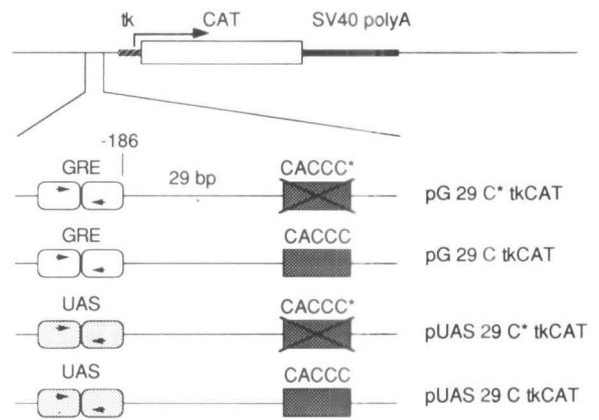 tk CAT SV40 polyA
-186
GRE 29 bp CACCC*
pG 29 C* tkCAT
GRE CACCC
pG 29 C tkCAT
UAS CACCC*
pUAS 29 C* tkCAT
UAS CACCC
pUAS 29 C tkCAT